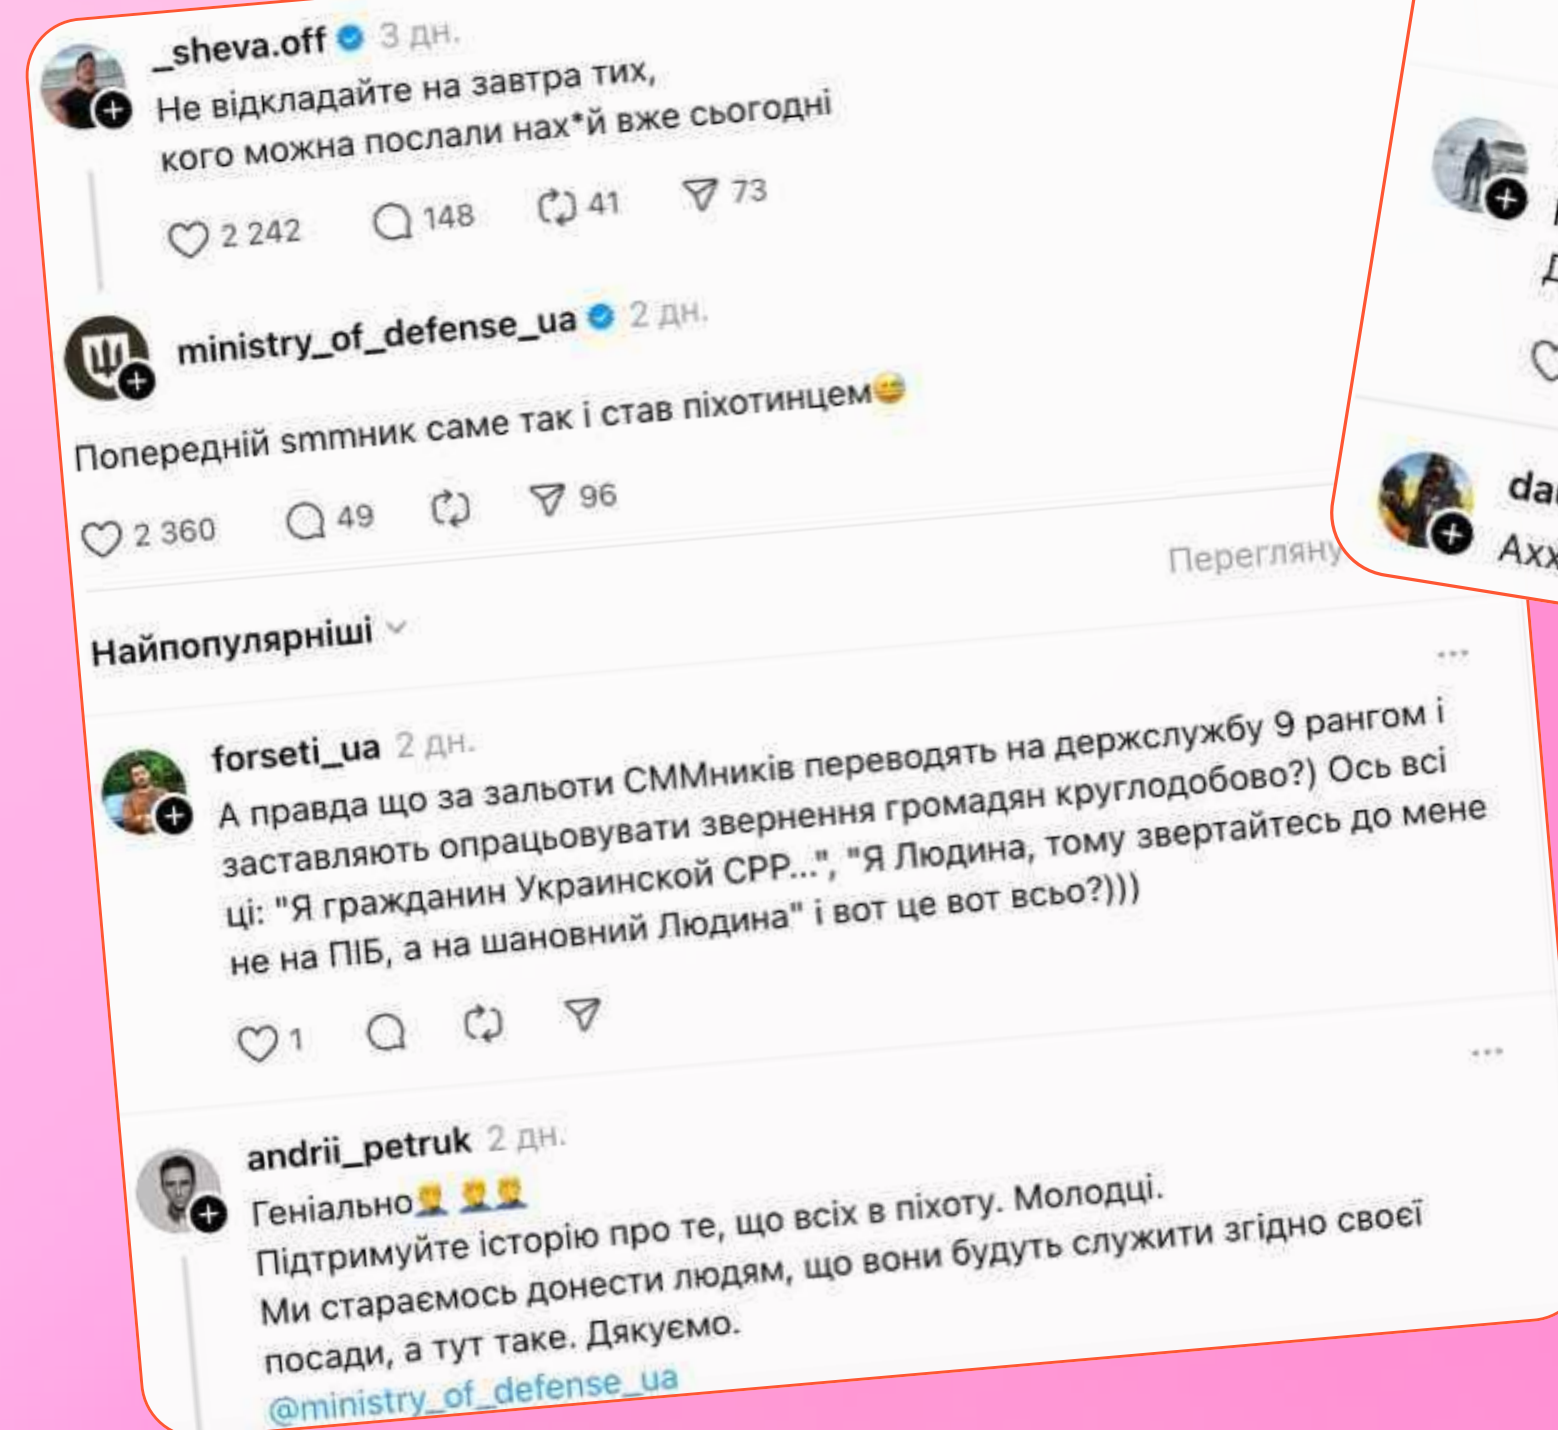 _sheva.off 3 дн.
Не відкладайте на завтра тих,
кого можна послали нах*й вже сьогодні
2 242 148 41 73
ministry_of_defense_ua 2 дн.
Попередній smmник саме так і став піхотинцем😅
2 360 49 96
Перегляну
Найпопулярніші
forseti_ua 2 дн.
А правда що за зальоти СММників переводять на держслужбу 9 рангом і
заставляють опрацьовувати звернення громадян круглодобово?) Ось всі
ці: "Я гражданин Украинской СРР...", "Я Людина, тому звертайтесь до мене
не на ПІБ, а на шановний Людина" і вот це вот всьо?)))
1
andrii_petruk 2 дн.
Геніально🤦🤦🤦
Підтримуйте історію про те, що всіх в піхоту. Молодці.
Ми стараємось донести людям, що вони будуть служити згідно своєї
посади, а тут таке. Дякуємо.
@ministry_of_defense_ua
da
Ахх